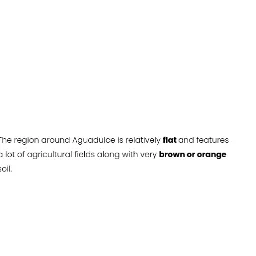 The region around Aguadulce is relatively flat and features
a lot of agricultural fields along with very brown or orange
soil.